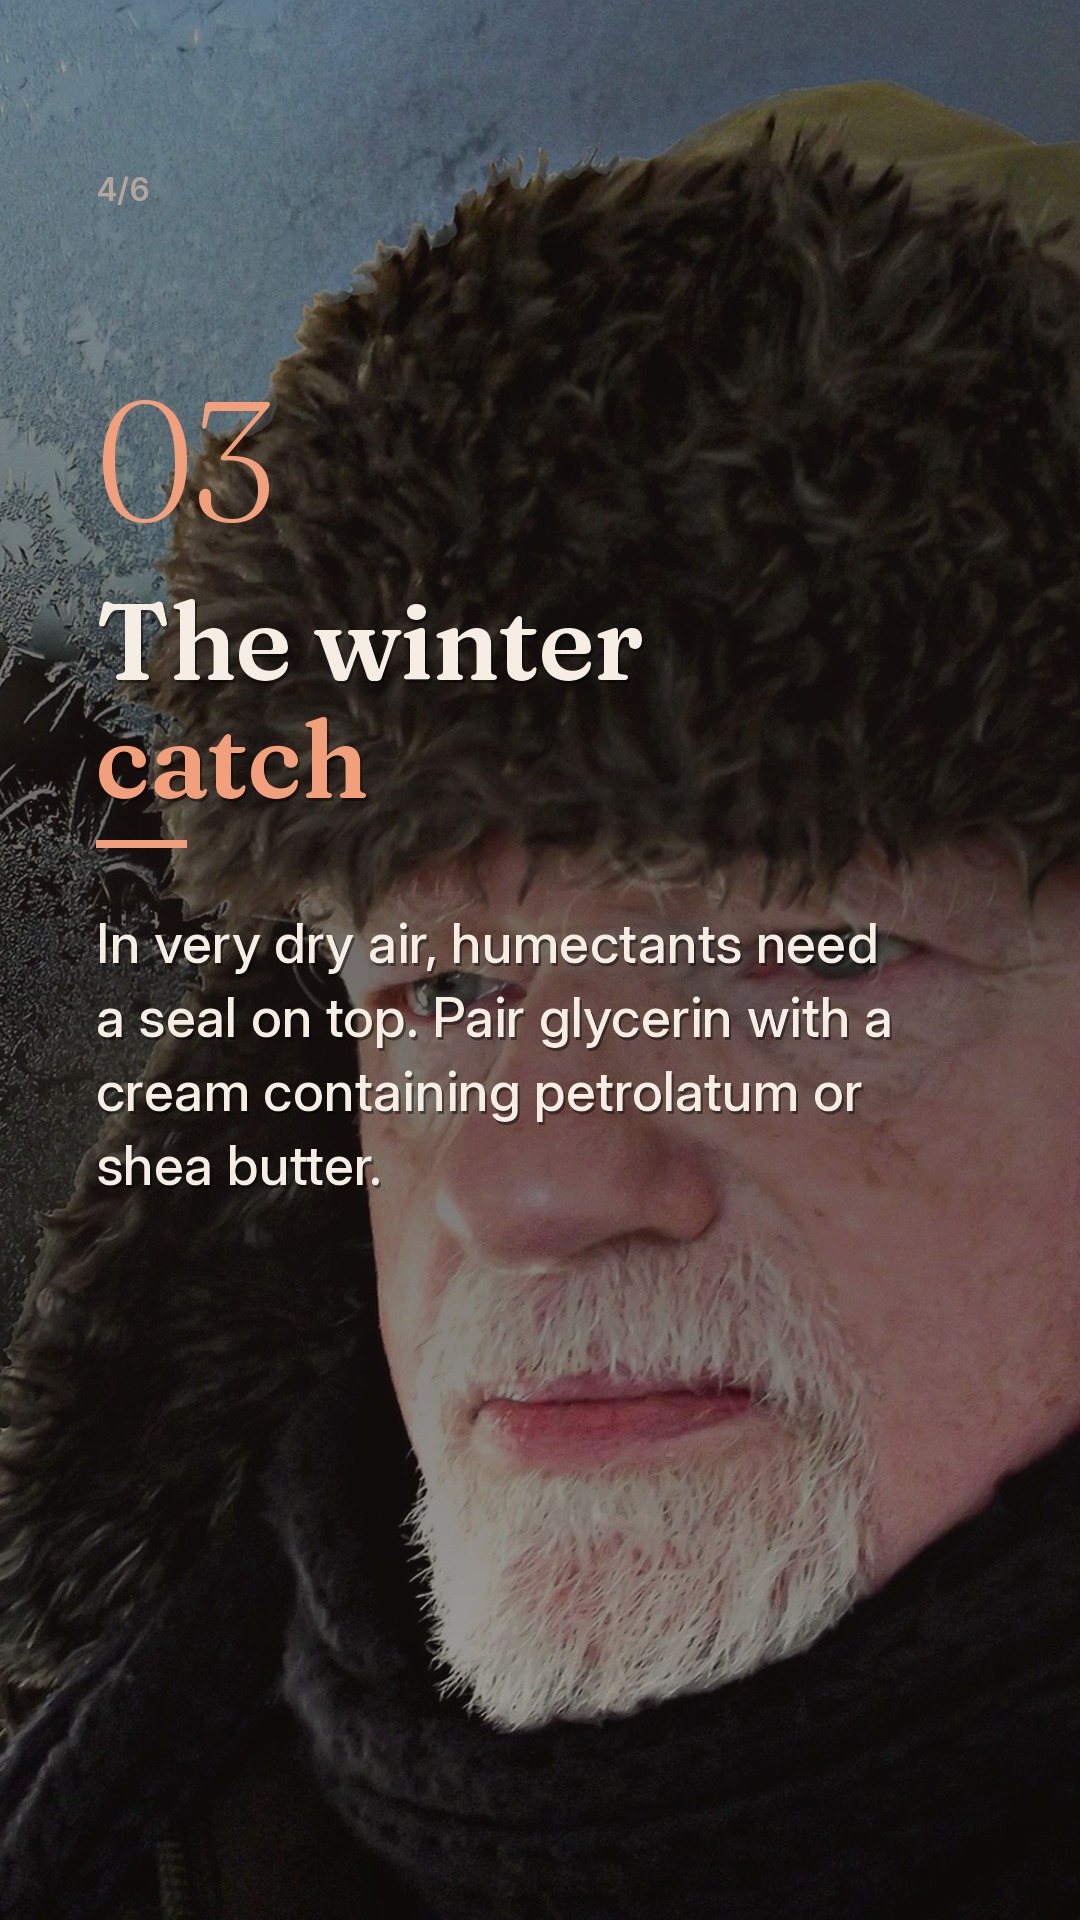 4/6
03
The winter
catch
In very dry air, humectants need
a seal on top. Pair glycerin with a
cream containing petrolatum or
shea butter.